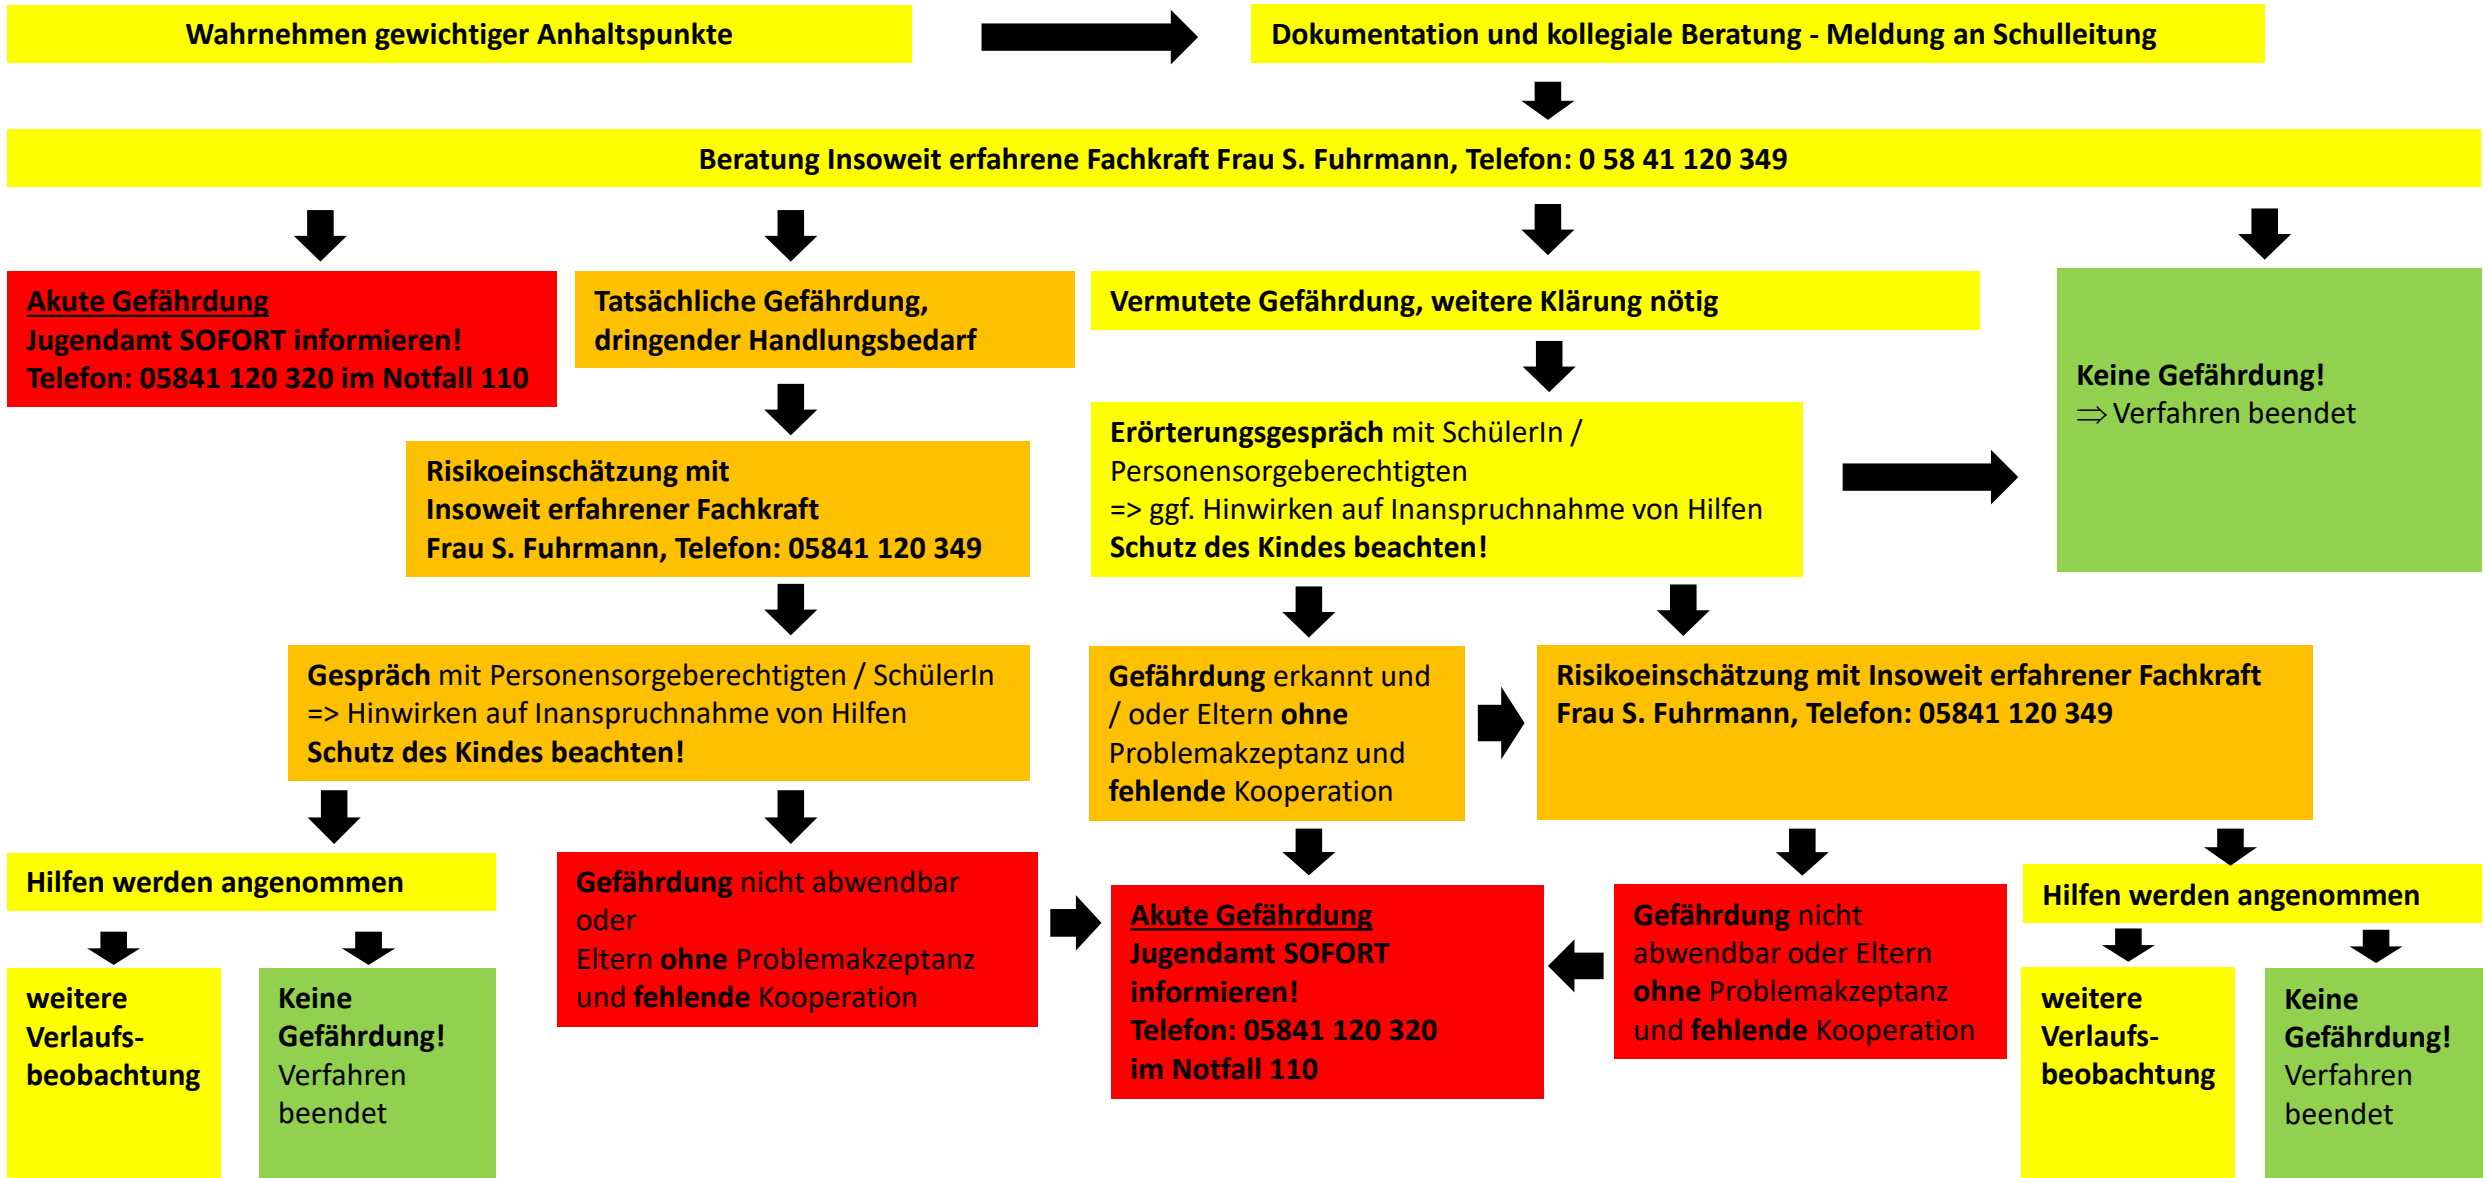 Wahrnehmen gewichtiger Anhaltspunkte
Dokumentation und kollegiale Beratung - Meldung an Schulleitung
Beratung Insoweit erfahrene Fachkraft Frau S. Fuhrmann, Telefon: 0 58 41 120 349
Akute Gefährdung
Jugendamt SOFORT informieren!
Telefon: 05841 120 320 im Notfall 110
Tatsächliche Gefährdung,
dringender Handlungsbedarf
Vermutete Gefährdung, weitere Klärung nötig
Keine Gefährdung!
⇒ Verfahren beendet
Risikoeinschätzung mit
Insoweit erfahrener Fachkraft
Frau S. Fuhrmann, Telefon: 05841 120 349
Erörterungsgespräch mit SchülerIn /
Personensorgeberechtigten
=> ggf. Hinwirken auf Inanspruchnahme von Hilfen
Schutz des Kindes beachten!
Gespräch mit Personensorgeberechtigten / SchülerIn
=> Hinwirken auf Inanspruchnahme von Hilfen
Schutz des Kindes beachten!
Gefährdung erkannt und
/ oder Eltern ohne
Problemakzeptanz und
fehlende Kooperation
Risikoeinschätzung mit Insoweit erfahrener Fachkraft
Frau S. Fuhrmann, Telefon: 05841 120 349
Hilfen werden angenommen
Gefährdung nicht abwendbar
oder
Eltern ohne Problemakzeptanz
und fehlende Kooperation
Akute Gefährdung
Jugendamt SOFORT
informieren!
Telefon: 05841 120 320
im Notfall 110
Gefährdung nicht
abwendbar oder Eltern
ohne Problemakzeptanz
und fehlende Kooperation
Hilfen werden angenommen
weitere
Verlaufs-
beobachtung
Keine
Gefährdung!
Verfahren
beendet
weitere
Verlaufs-
beobachtung
Keine
Gefährdung!
Verfahren
beendet